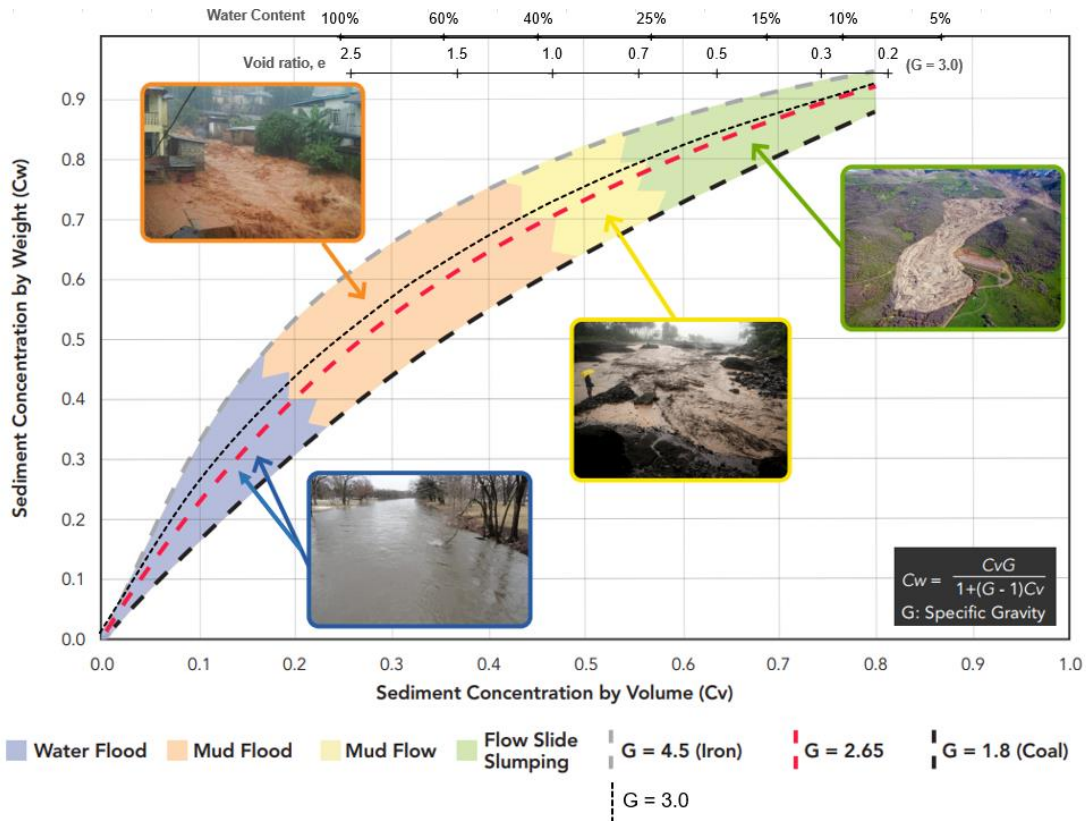 Water Content 100% 60% 40% 25% 15% 10% 5%
Void ratio, e 2.5 1.5 1.0 0.7 0.5 0.3 0.2 (G = 3.0)
Sediment Concentration by Weight (Cw)
0.9
0.8
0.7
0.6
0.5
0.4
0.3
0.2
0.1
0.0
Cw = CvG
1+(G - 1)Cv
G: Specific Gravity
0.0 0.1 0.2 0.3 0.4 0.5 0.6 0.7 0.8 0.9 1.0
Sediment Concentration by Volume (Cv)
Water Flood Mud Flood Mud Flow Flow Slide Slumping G = 4.5 (Iron) G = 2.65 G = 1.8 (Coal)
G = 3.0